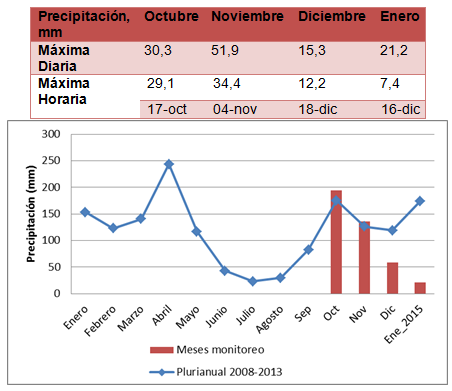 Precipitación, mm Octubre Noviembre Diciembre Enero
Máxima Diaria 30,3 51,9 15,3 21,2
Máxima Horaria 29,1 34,4 12,2 7,4
17-oct 04-nov 18-dic 16-dic
Precipitación (mm)
300
250
200
150
100
50
0
Enero Febrero Marzo Abril Mayo Junio Julio Agosto Sep Oct Nov Dic Ene_2015
Meses monitoreo
Plurianual 2008-2013